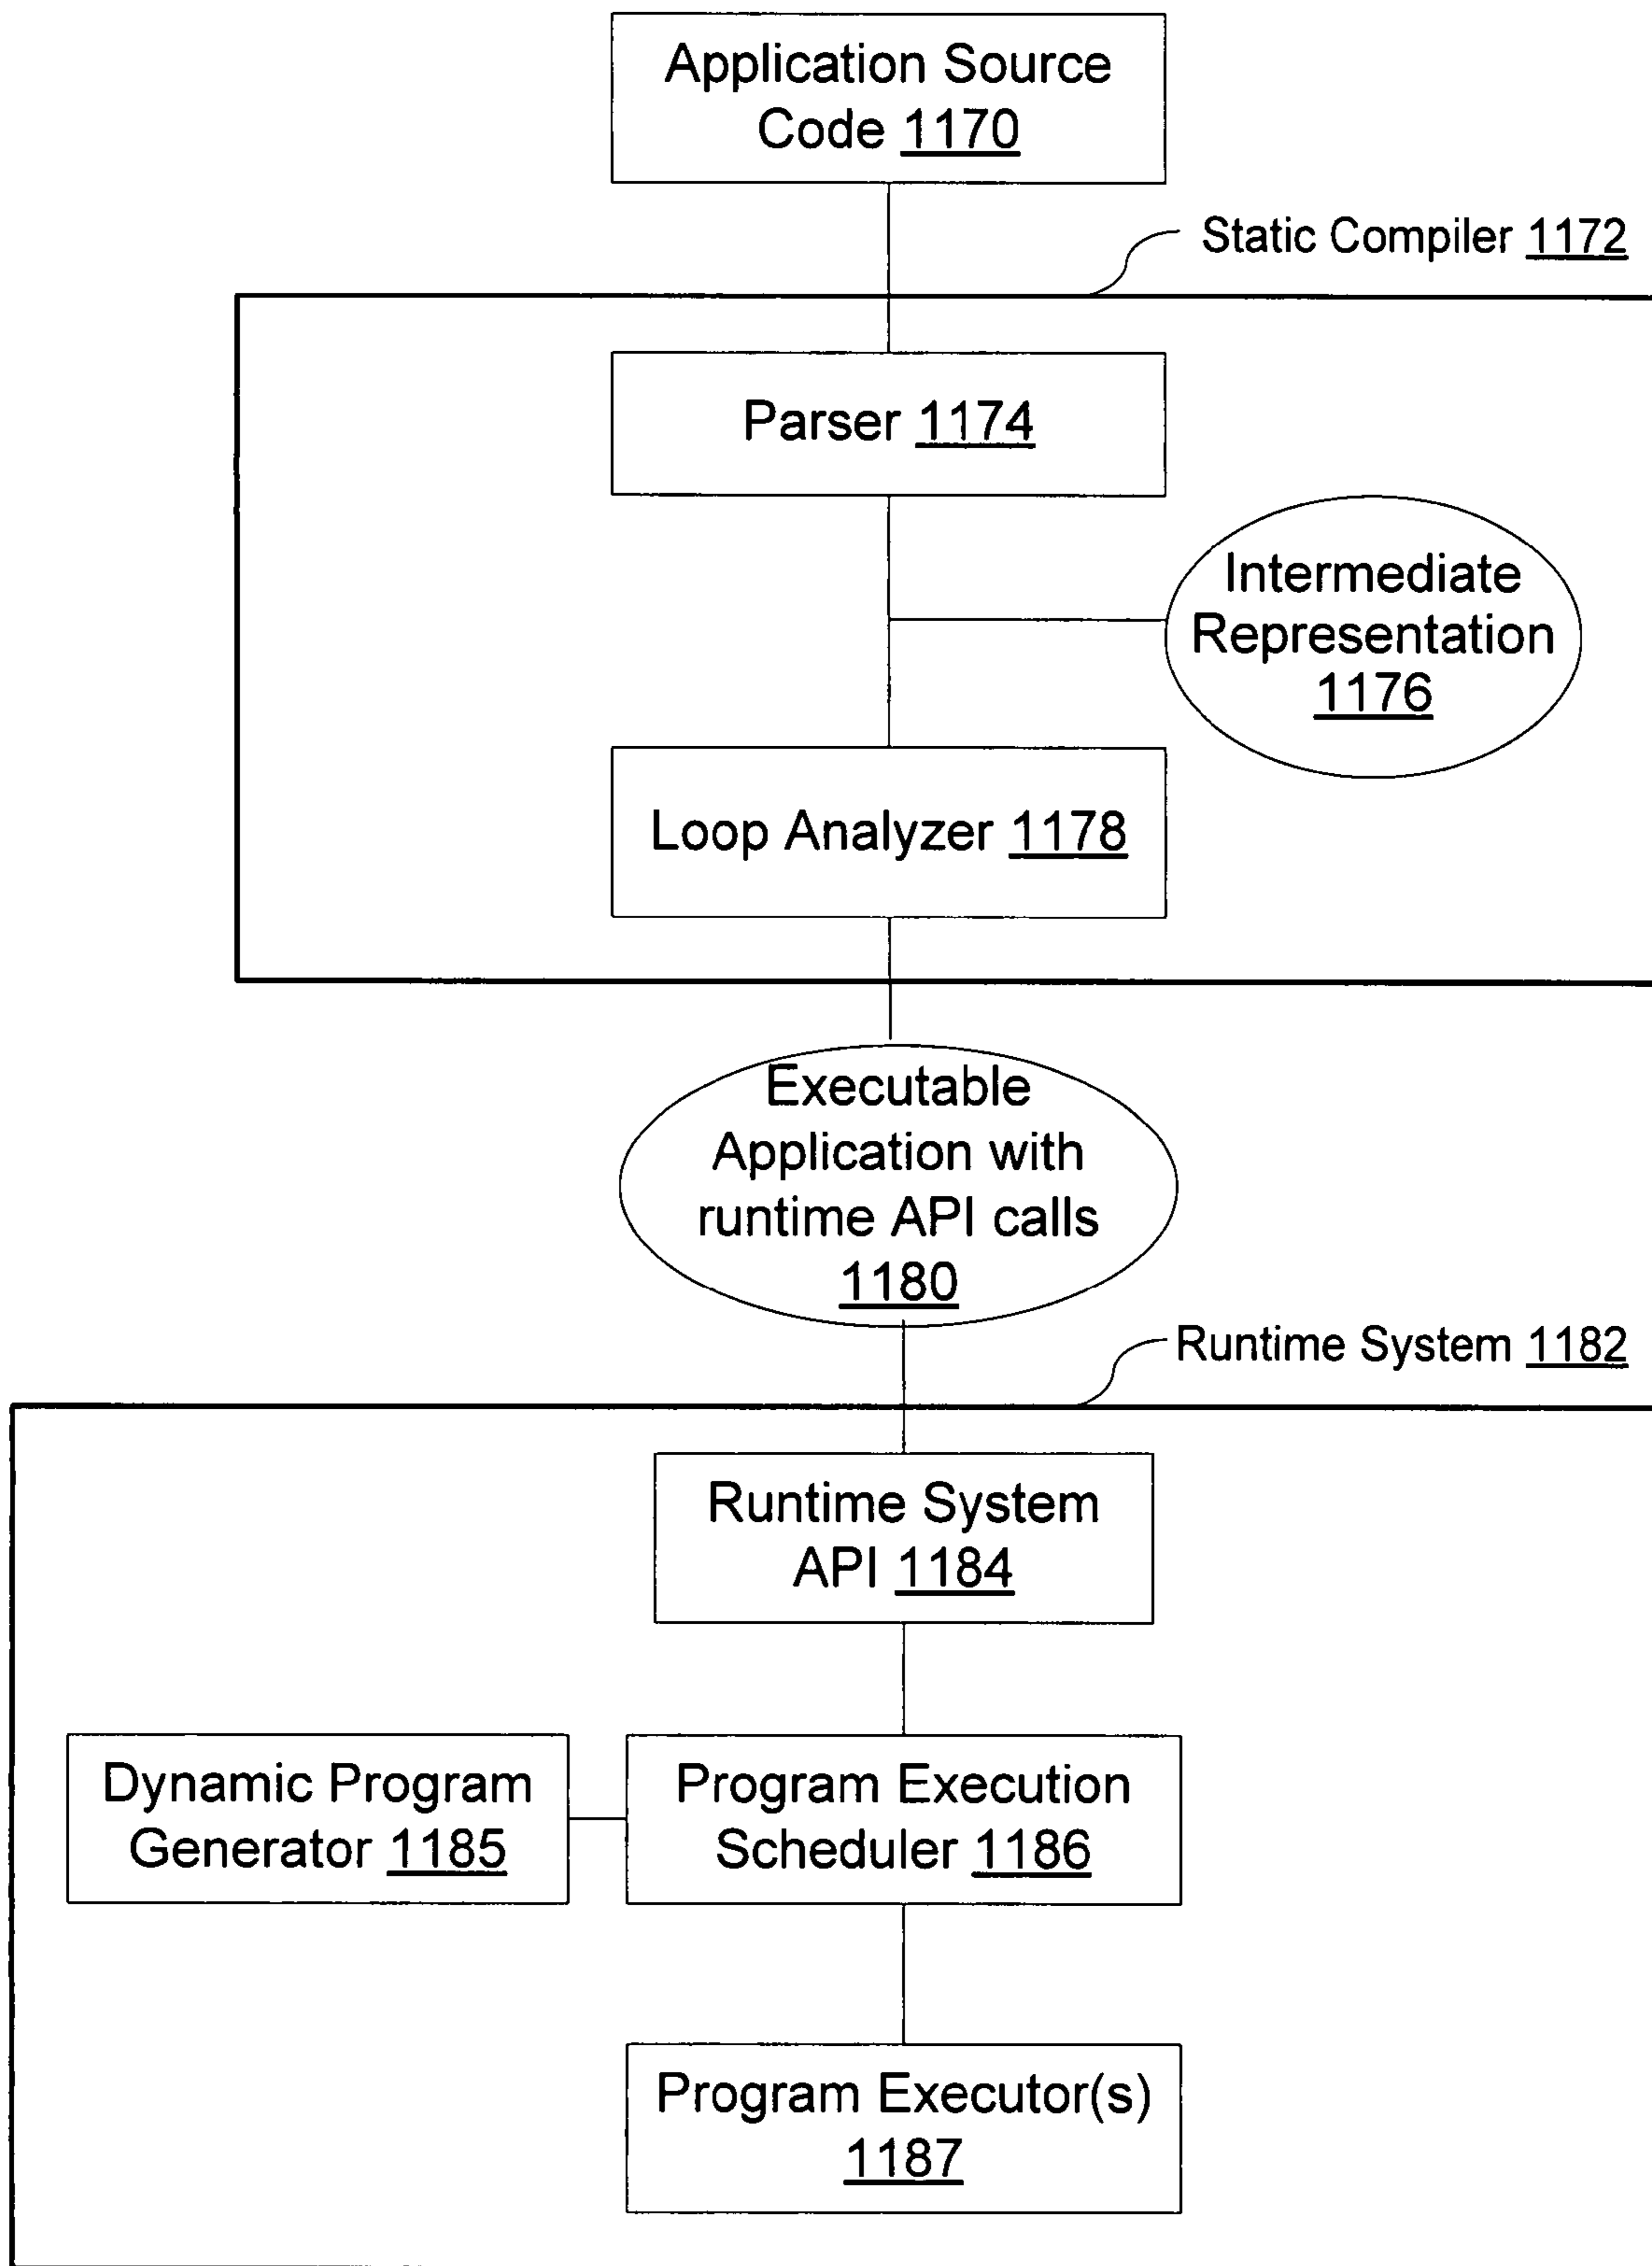 Application Source
Code 1170
Static Compiler 1172
Parser 1174
Intermediate
Representation
1176
Loop Analyzer 1178
Executable
Application with
runtime API calls
1180
Runtime System 1182
Runtime System
API 1184
Dynamic Program
Generator 1185
Program Execution
Scheduler 1186
Program Executor(s)
1187